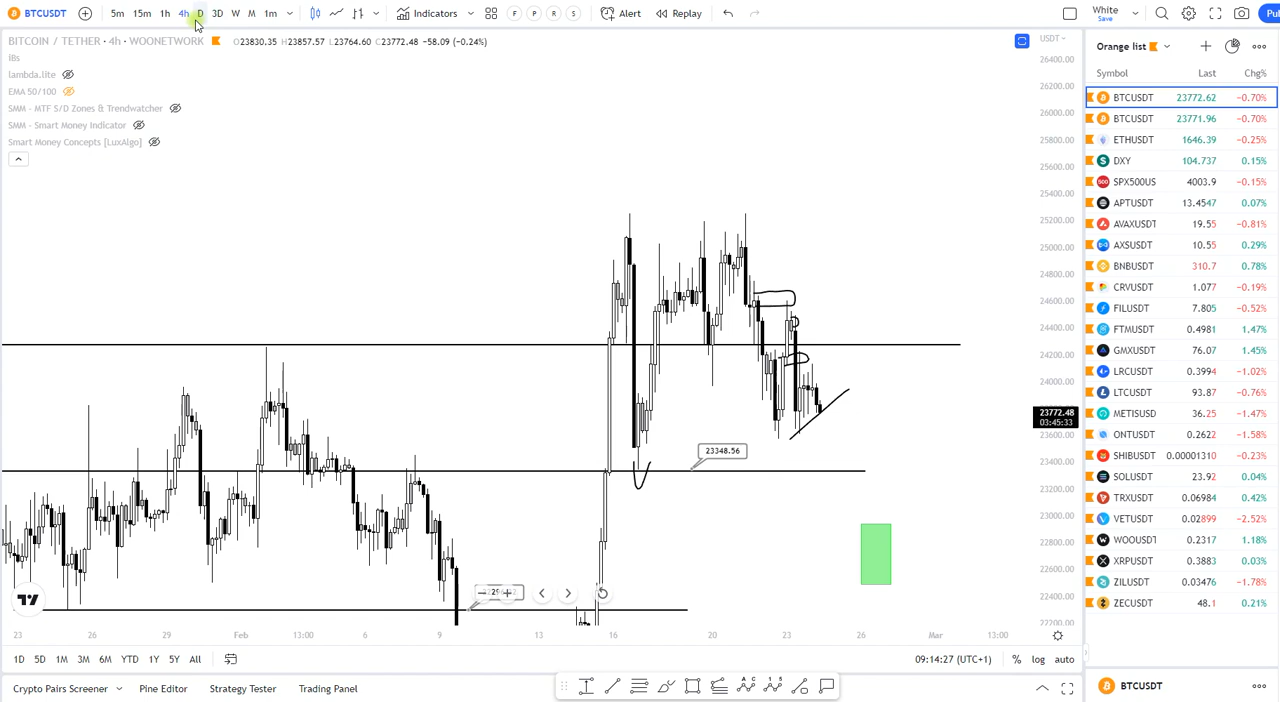 BTCUSDT 5m 15m 1h 4h D 3D W M 1m Indicators F P R S Alert Replay White Save Pu
BITCOIN / TETHER · 4h · WOONETWORK O23830.35 H23857.57 L23764.60 C23772.48 −58.09 (−0.24%)
iBs
lambda.lite
EMA 50/100
SMM - MTF S/D Zones & Trendwatcher
SMM - Smart Money Indicator
Smart Money Concepts [LuxAlgo]
USDT
26400.00
26200.00
26000.00
25800.00
25600.00
25400.00
25200.00
25000.00
24800.00
24600.00
24400.00
24200.00
24000.00
23772.48
03:45:33
23600.00
23400.00
23200.00
23000.00
22800.00
22600.00
22400.00
22200.00
23348.56
23 26 29 Feb 13:00 6 9 13 16 20 23 26 Mar 13:00
1D 5D 1M 3M 6M YTD 1Y 5Y All 09:14:27 (UTC+1) % log auto
Crypto Pairs Screener Pine Editor Strategy Tester Trading Panel
Orange list
Symbol Last Chg%
BTCUSDT 23772.62 −0.70%
BTCUSDT 23771.96 −0.70%
ETHUSDT 1646.39 −0.25%
DXY 104.737 0.15%
SPX500US 4003.9 −0.15%
APTUSDT 13.4547 0.07%
AVAXUSDT 19.55 −0.81%
AXSUSDT 10.55 0.29%
BNBUSDT 310.7 0.78%
CRVUSDT 1.077 −0.19%
FILUSDT 7.805 −0.52%
FTMUSDT 0.4981 1.47%
GMXUSDT 76.07 1.45%
LRCUSDT 0.3994 −1.02%
LTCUSDT 93.87 −0.76%
METISUSD 36.25 −1.47%
ONTUSDT 0.2622 −1.58%
SHIBUSDT 0.00001310 −0.23%
SOLUSDT 23.92 0.04%
TRXUSDT 0.06984 0.42%
VETUSDT 0.02899 −2.52%
WOOUSDT 0.2317 1.18%
XRPUSDT 0.3883 0.03%
ZILUSDT 0.03476 −1.78%
ZECUSDT 48.1 0.21%
BTCUSDT